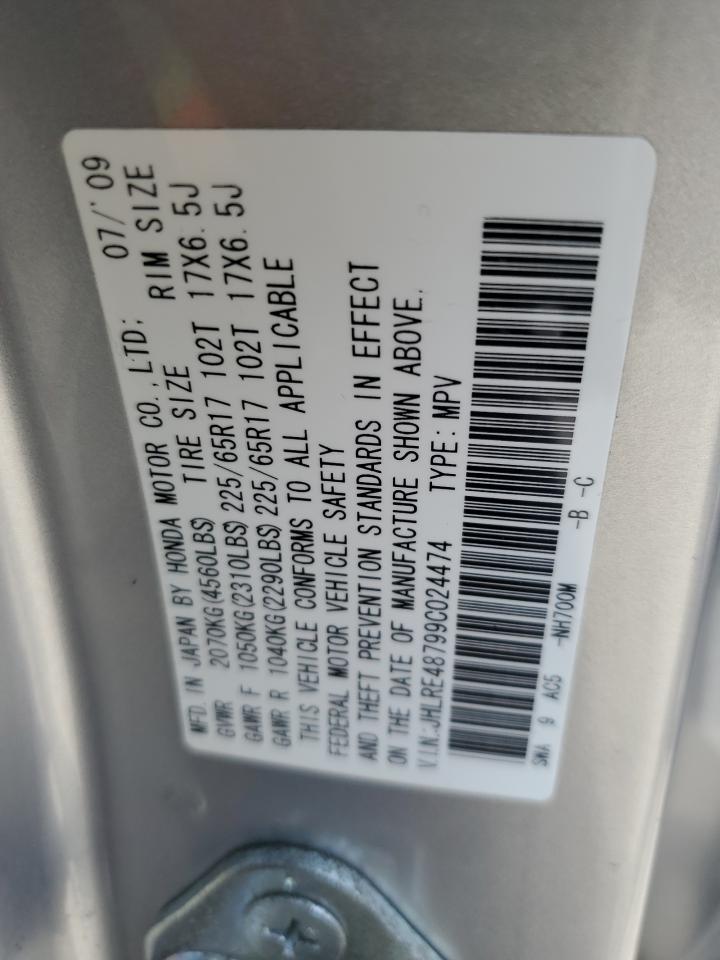 MFD. IN JAPAN BY HONDA MOTOR CO., LTD; 07/'09
GVWR 2070KG(4560LBS) TIRE SIZE RIM SIZE
GAWR F 1050KG(2310LBS) 225/65R17 102T 17X6.5J
GAWR R 1040KG(2290LBS) 225/65R17 102T 17X6.5J
THIS VEHICLE CONFORMS TO ALL APPLICABLE
FEDERAL MOTOR VEHICLE SAFETY
AND THEFT PREVENTION STANDARDS IN EFFECT
ON THE DATE OF MANUFACTURE SHOWN ABOVE.
V.I.N.:JHLRE48799C024474 TYPE: MPV
SWA 9 AC5 -NH700M -B -C